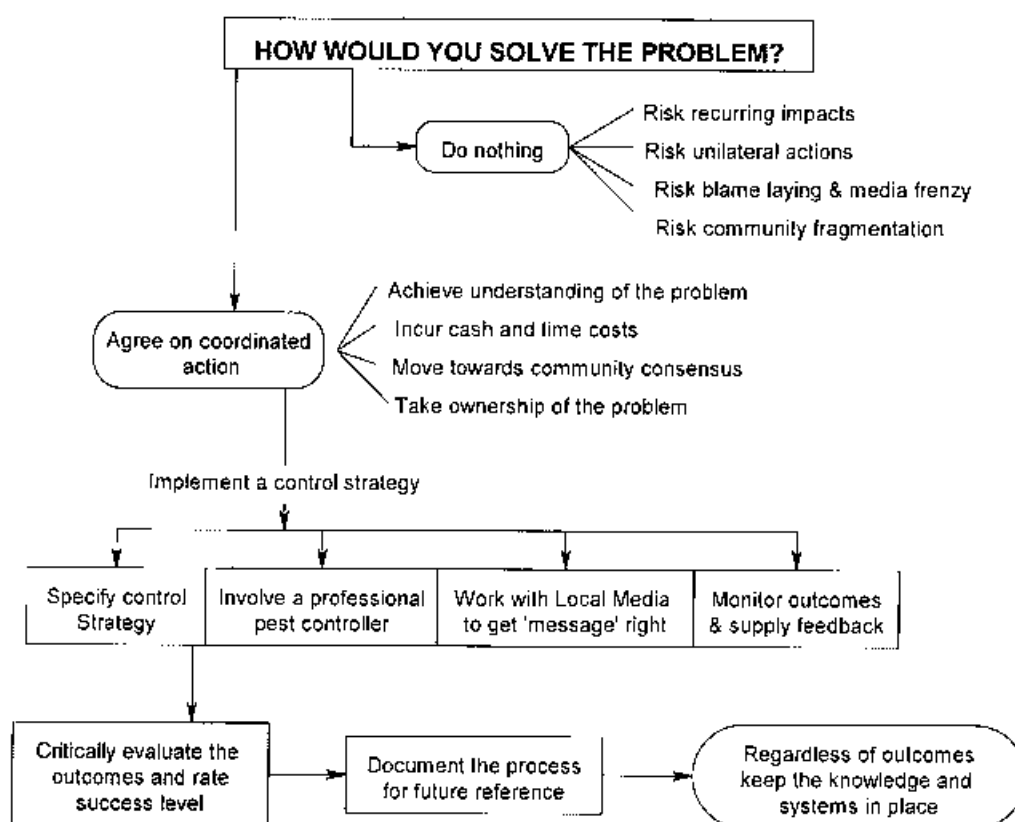 HOW WOULD YOU SOLVE THE PROBLEM?
Do nothing
Risk recurring impacts
Risk unilateral actions
Risk blame laying & media frenzy
Risk community fragmentation
Agree on coordinated
action
Achieve understanding of the problem
Incur cash and time costs
Move towards community consensus
Take ownership of the problem
Implement a control strategy
Specify control
Strategy
Involve a professional
pest controller
Work with Local Media
to get 'message' right
Monitor outcomes
& supply feedback
Critically evaluate the
outcomes and rate
success level
Document the process
for future reference
Regardless of outcomes
keep the knowledge and
systems in place